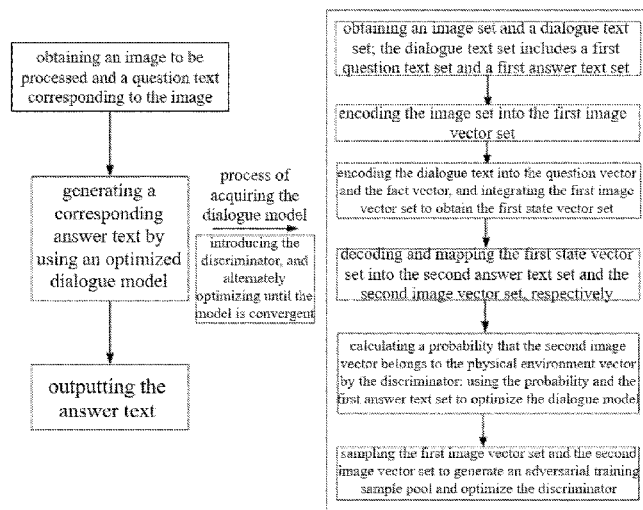 obtaining an image to be
processed and a question text
corresponding to the image
generating a
corresponding
answer text by
using an optimized
dialogue model
outputting the
answer text
process of
acquiring the
dialogue model
introducing the
discriminator, and
alternately
optimizing until the
model is convergent
obtaining an image set and a dialogue text
set; the dialogue text set includes a first
question text set and a first answer text set
encoding the image set into the first image
vector set
encoding the dialogue text into the question vector
and the fact vector, and integrating the first image
vector set to obtain the first state vector set
decoding and mapping the first state vector
set into the second answer text set and the
second image vector set, respectively
calculating a probability that the second image
vector belongs to the physical environment vector
by the discriminator; using the probability and the
first answer text set to optimize the dialogue model
sampling the first image vector set and the second
image vector set to generate an adversarial training
sample pool and optimize the discriminator